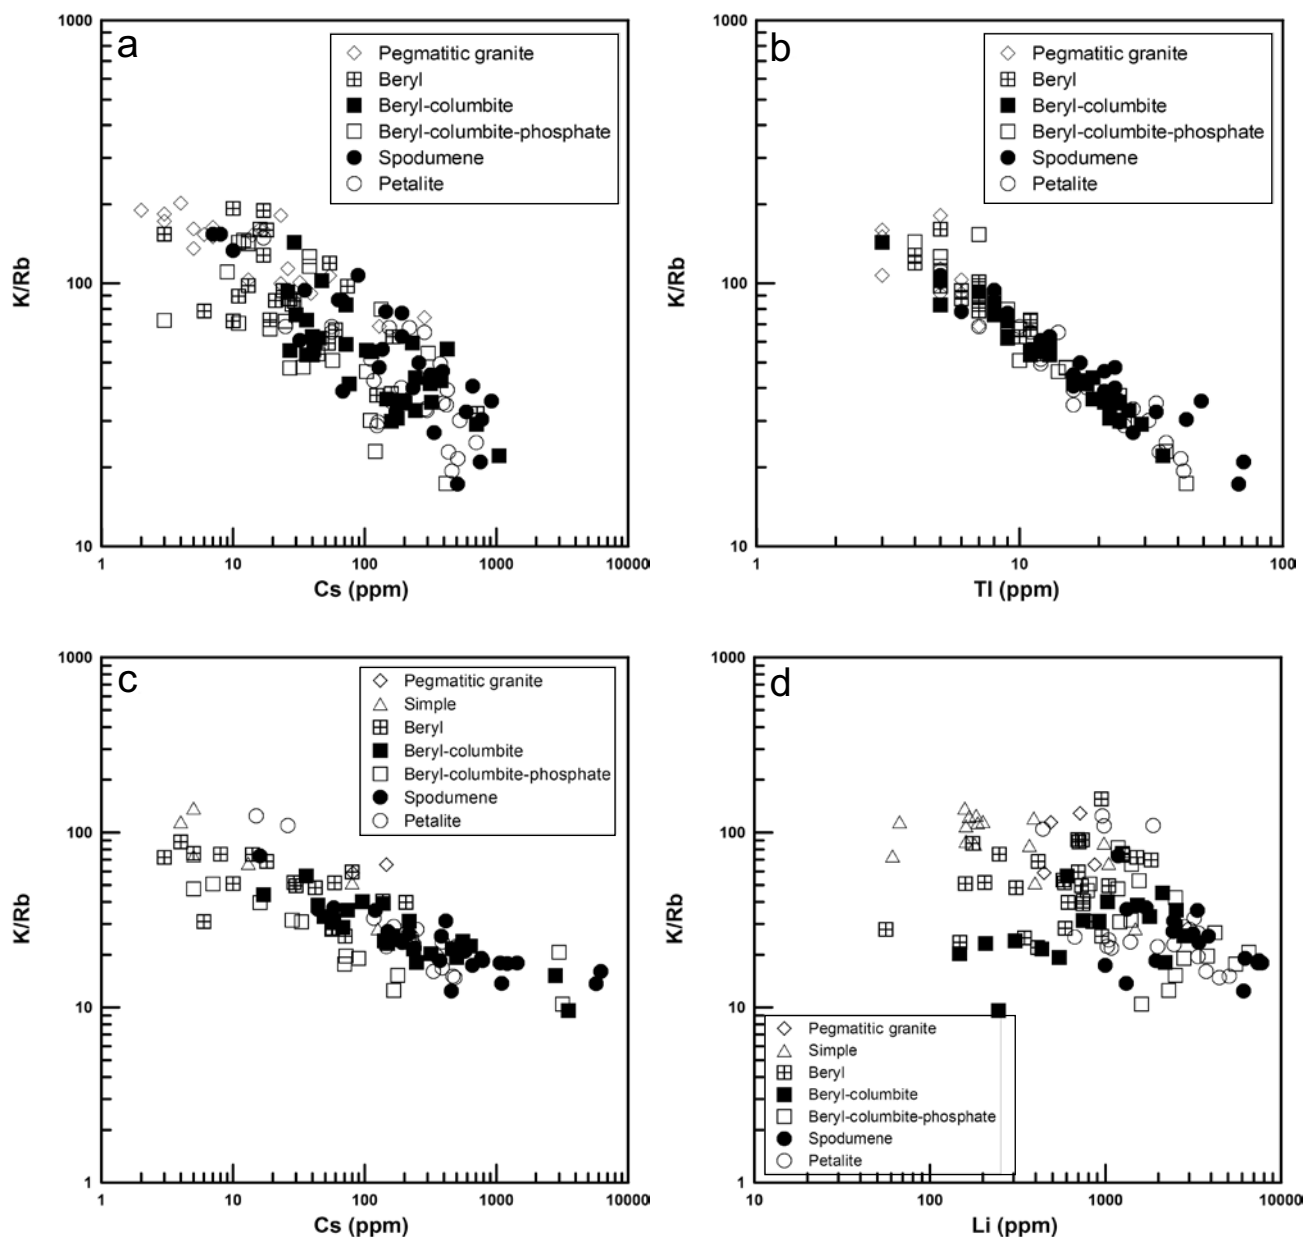 a
1000
100
10
K/Rb
1
10
100
1000
10000
Cs (ppm)
Pegmatitic granite
Beryl
Beryl-columbite
Beryl-columbite-phosphate
Spodumene
Petalite
b
1000
100
10
K/Rb
1
10
100
Tl (ppm)
Pegmatitic granite
Beryl
Beryl-columbite
Beryl-columbite-phosphate
Spodumene
Petalite
c
1000
100
10
1
K/Rb
1
10
100
1000
10000
Cs (ppm)
Pegmatitic granite
Simple
Beryl
Beryl-columbite
Beryl-columbite-phosphate
Spodumene
Petalite
d
1000
100
10
1
K/Rb
10
100
1000
10000
Li (ppm)
Pegmatitic granite
Simple
Beryl
Beryl-columbite
Beryl-columbite-phosphate
Spodumene
Petalite